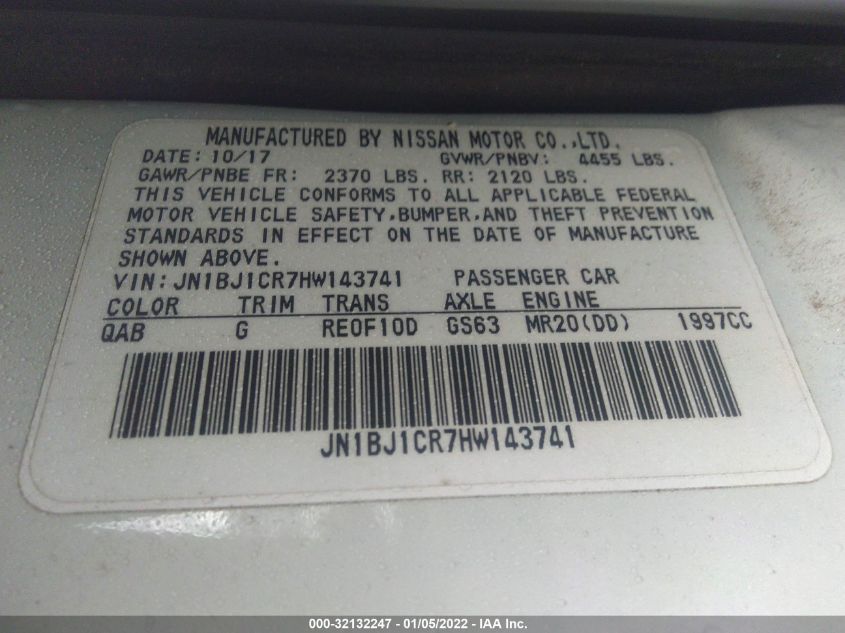 MANUFACTURED BY NISSAN MOTOR CO.,LTD.
DATE: 10/17 GVWR/PNBV: 4455 LBS.
GAWR/PNBE FR: 2370 LBS. RR: 2120 LBS.
THIS VEHICLE CONFORMS TO ALL APPLICABLE FEDERAL
MOTOR VEHICLE SAFETY,BUMPER,AND THEFT PREVENTION
STANDARDS IN EFFECT ON THE DATE OF MANUFACTURE
SHOWN ABOVE.
VIN:JN1BJ1CR7HW143741 PASSENGER CAR
COLOR TRIM TRANS AXLE ENGINE
QAB G RE0F10D GS63 MR20(DD) 1997CC
JN1BJ1CR7HW143741
000-32132247 - 01/05/2022 - IAA Inc.